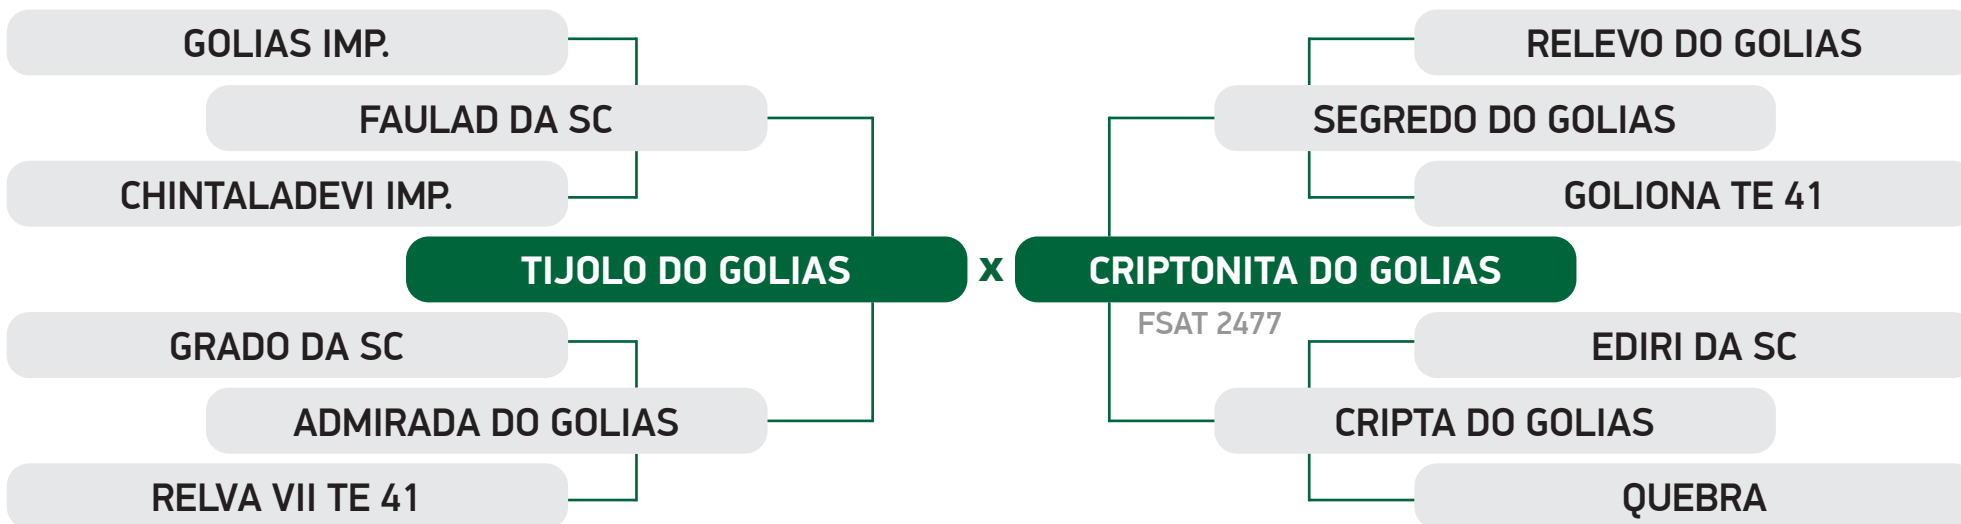 GOLIAS IMP.
RELEVO DO GOLIAS
FAULAD DA SC
SEGREDO DO GOLIAS
CHINTALADEVI IMP.
GOLIONA TE 41
TIJOLO DO GOLIAS x CRIPTONITA DO GOLIAS
FSAT 2477
GRADO DA SC
EDIRI DA SC
ADMIRADA DO GOLIAS
CRIPTA DO GOLIAS
RELVA VII TE 41
QUEBRA